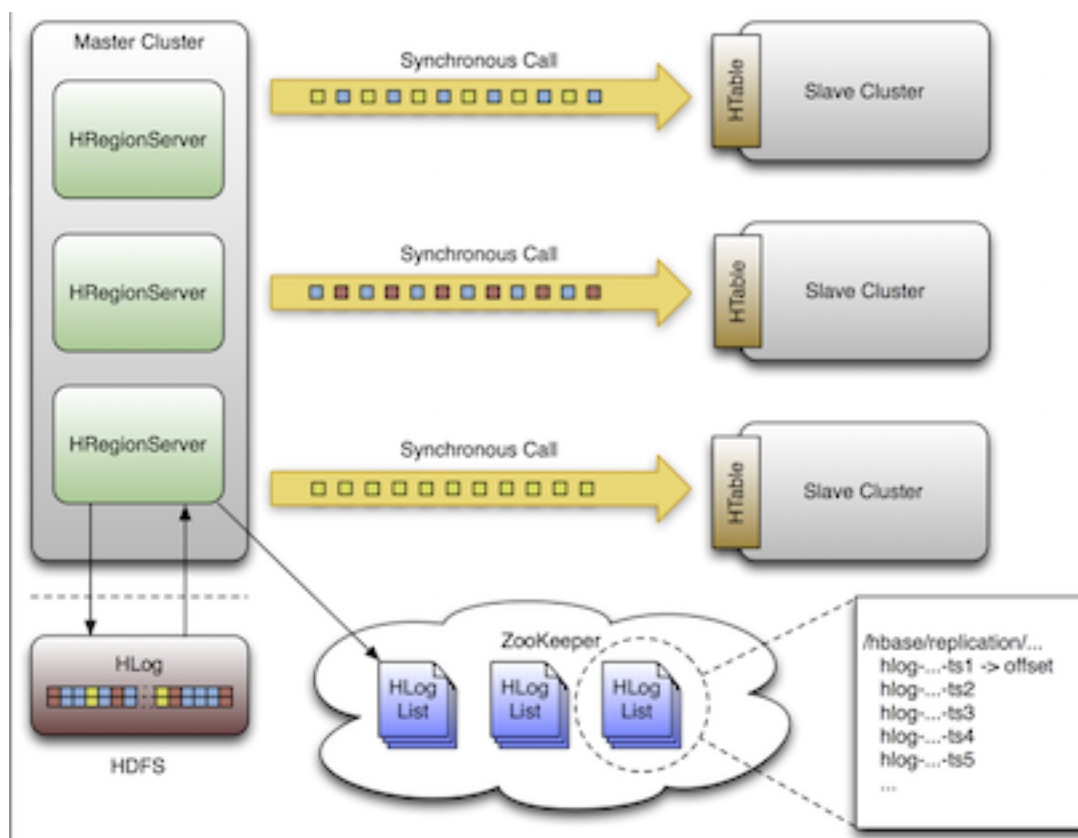 Master Cluster
HRegionServer
HRegionServer
HRegionServer
Synchronous Call
HTable
Slave Cluster
Synchronous Call
HTable
Slave Cluster
Synchronous Call
HTable
Slave Cluster
HLog
HDFS
ZooKeeper
HLog
List
HLog
List
HLog
List
/hbase/replication/...
hlog-...-ts1 -> offset
hlog-...-ts2
hlog-...-ts3
hlog-...-ts4
hlog-...-ts5
...